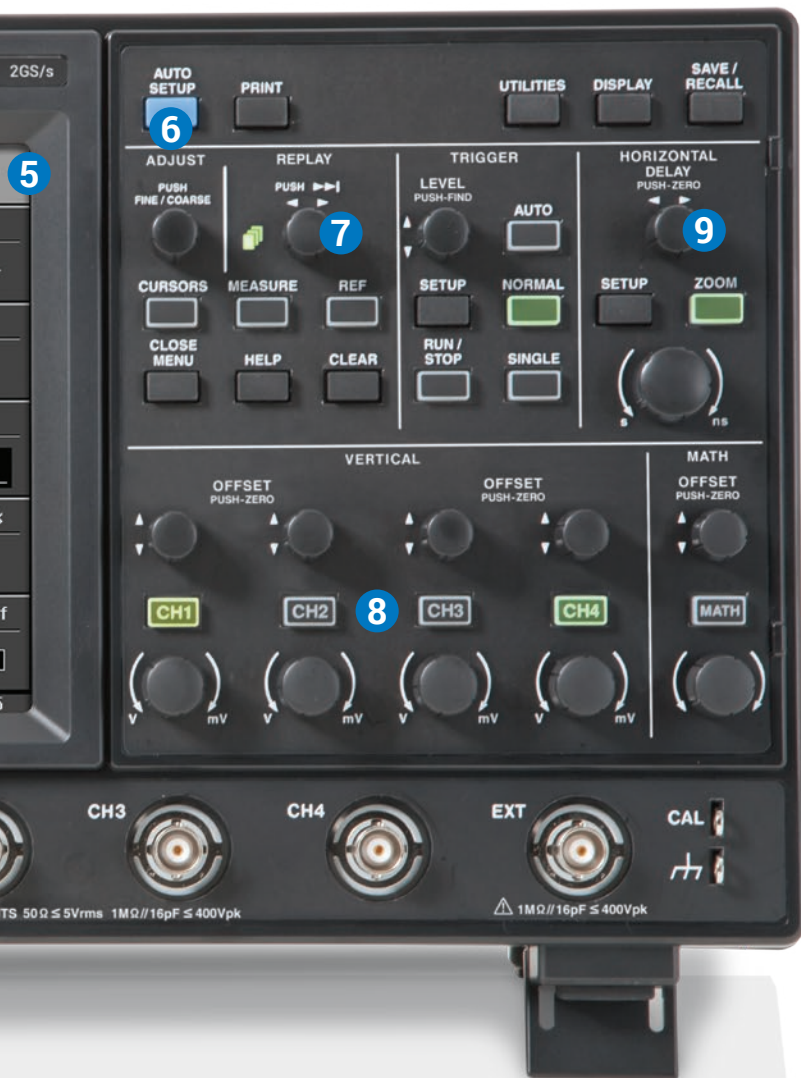 2GS/s
AUTO
SETUP
PRINT
UTILITIES
DISPLAY
SAVE /
RECALL
6
5
ADJUST
PUSH
FINE / COARSE
REPLAY
PUSH
7
TRIGGER
LEVEL
PUSH-FIND
AUTO
HORIZONTAL
DELAY
PUSH-ZERO
9
CURSORS
MEASURE
REF
SETUP
NORMAL
SETUP
ZOOM
CLOSE
MENU
HELP
CLEAR
RUN /
STOP
SINGLE
s
ns
VERTICAL
MATH
OFFSET
PUSH-ZERO
OFFSET
PUSH-ZERO
OFFSET
PUSH-ZERO
CH1
CH2
8
CH3
CH4
MATH
f
V
mV
V
mV
V
mV
V
mV
CH3
CH4
EXT
CAL
TS 50Ω≤5Vrms 1MΩ//16pF≤400Vpk
1MΩ//16pF≤400Vpk